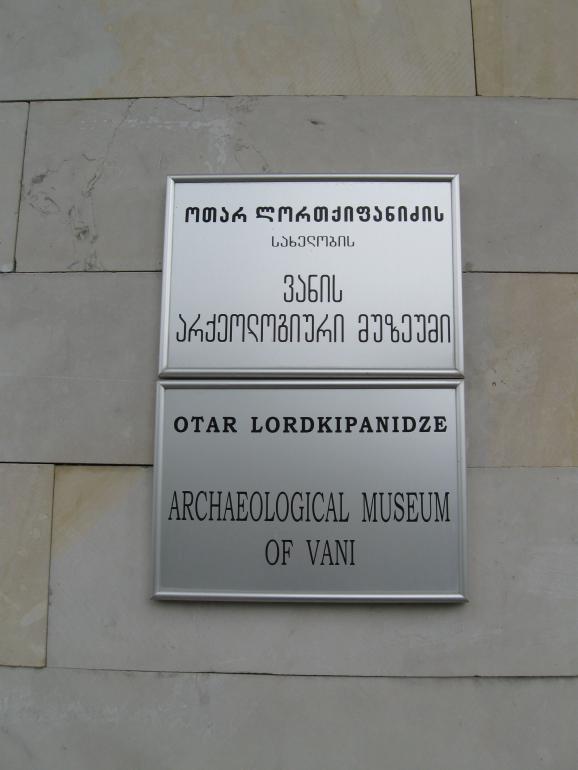 ოთარ ლორთქიფანიძის
სახელობის
ვანის
არქეოლოგიური მუზეუმი
OTAR LORDKIPANIDZE
ARCHAEOLOGICAL MUSEUM
OF VANI